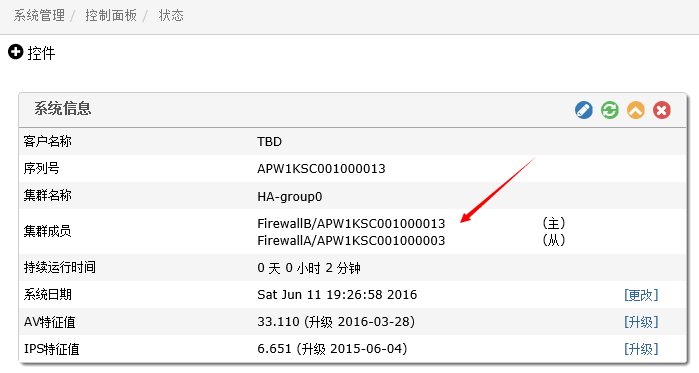 系统管理 / 控制面板 / 状态
控件
系统信息
客户名称 TBD
序列号 APW1KSC001000013
集群名称 HA-group0
集群成员 FirewallB/APW1KSC001000013 （主）
FirewallA/APW1KSC001000003 （从）
持续运行时间 0 天 0 小时 2 分钟
系统日期 Sat Jun 11 19:26:58 2016 [更改]
AV特征值 33.110 (升级 2016-03-28) [升级]
IPS特征值 6.651 (升级 2015-06-04) [升级]